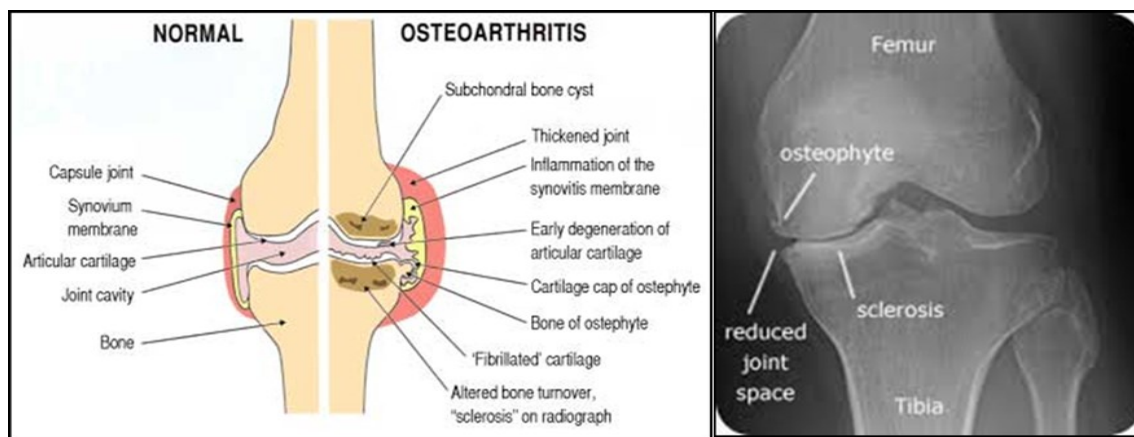 NORMAL
OSTEOARTHRITIS
Capsule joint
Synovium
membrane
Articular cartilage
Joint cavity
Bone
Subchondral bone cyst
Thickened joint
Inflammation of the
synovitis membrane
Early degeneration of
articular cartilage
Cartilage cap of ostephyte
Bone of ostephyte
'Fibrillated' cartilage
Altered bone turnover,
"sclerosis" on radiograph
Femur
osteophyte
sclerosis
reduced
joint
space
Tibia